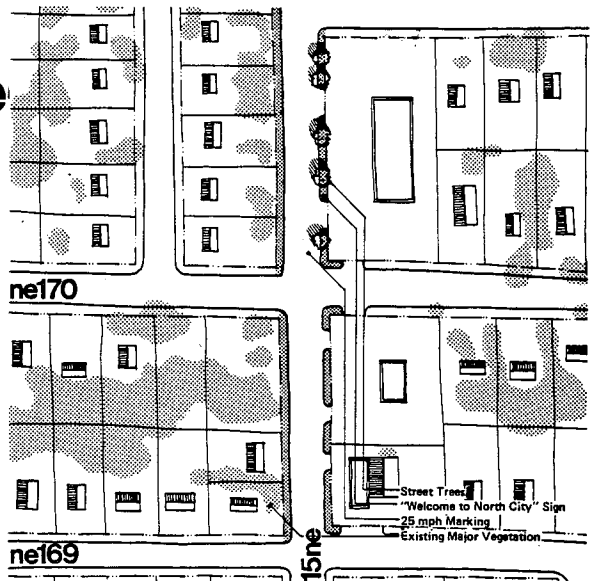 e
ne170
Street Trees
"Welcome to North City" Sign
25 mph Marking
Existing Major Vegetation
ne169
15ne